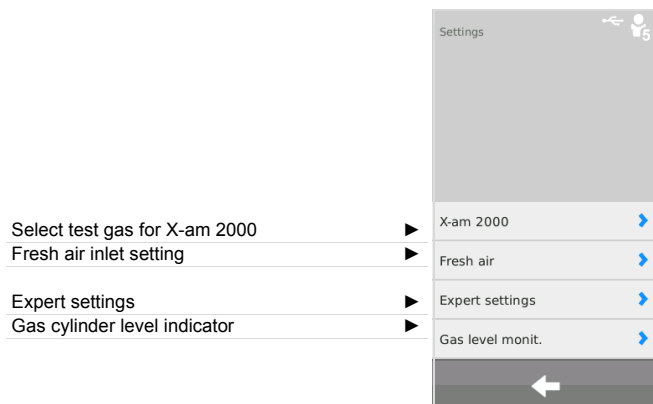 Settings
5
Select test gas for X-am 2000 ►
X-am 2000
Fresh air inlet setting ►
Fresh air
Expert settings ►
Expert settings
Gas cylinder level indicator ►
Gas level monit.